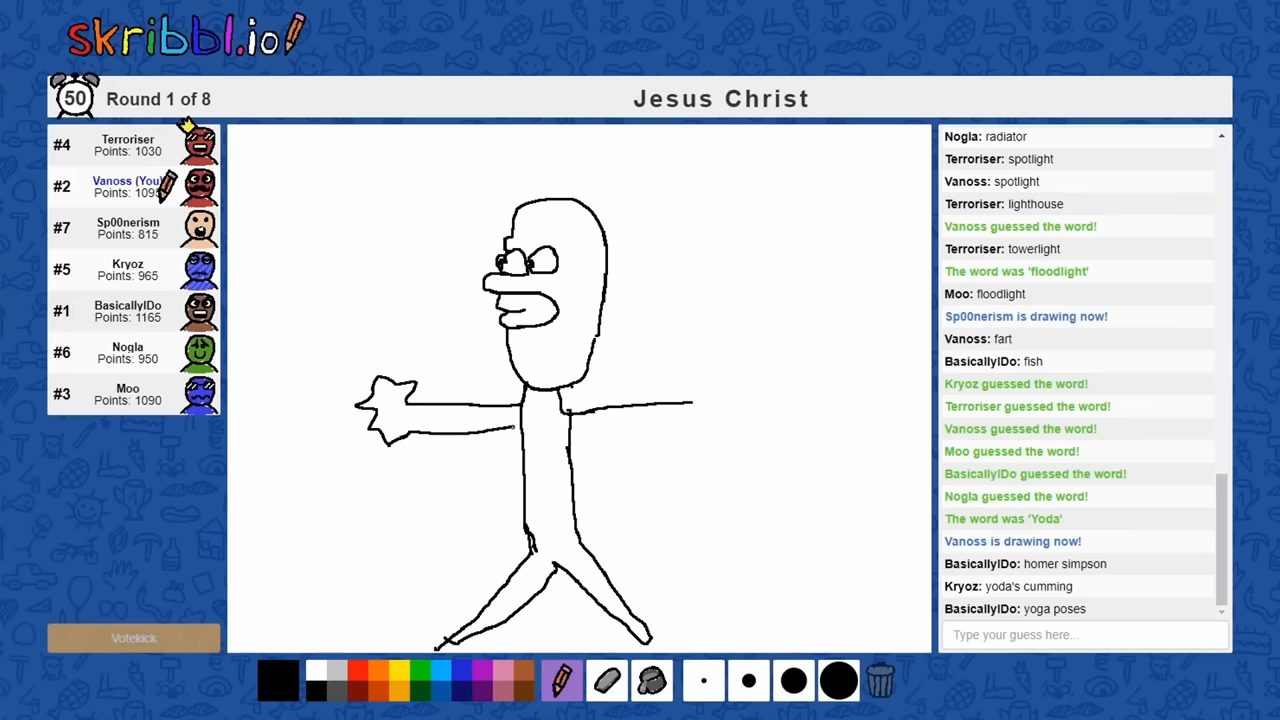 skribbl.io
50
Round 1 of 8
Jesus Christ
#4
Terroriser
Points: 1030
#2
Vanoss (You)
Points: 1095
#7
Sp00nerism
Points: 815
#5
Kryoz
Points: 965
#1
BasicallyIDo
Points: 1165
#6
Nogla
Points: 950
#3
Moo
Points: 1090
Votekick
Nogla: radiator
Terroriser: spotlight
Vanoss: spotlight
Terroriser: lighthouse
Vanoss guessed the word!
Terroriser: towerlight
The word was 'floodlight'
Moo: floodlight
Sp00nerism is drawing now!
Vanoss: fart
BasicallyIDo: fish
Kryoz guessed the word!
Terroriser guessed the word!
Vanoss guessed the word!
Moo guessed the word!
BasicallyIDo guessed the word!
Nogla guessed the word!
The word was 'Yoda'
Vanoss is drawing now!
BasicallyIDo: homer simpson
Kryoz: yoda's cumming
BasicallyIDo: yoga poses
Type your guess here...